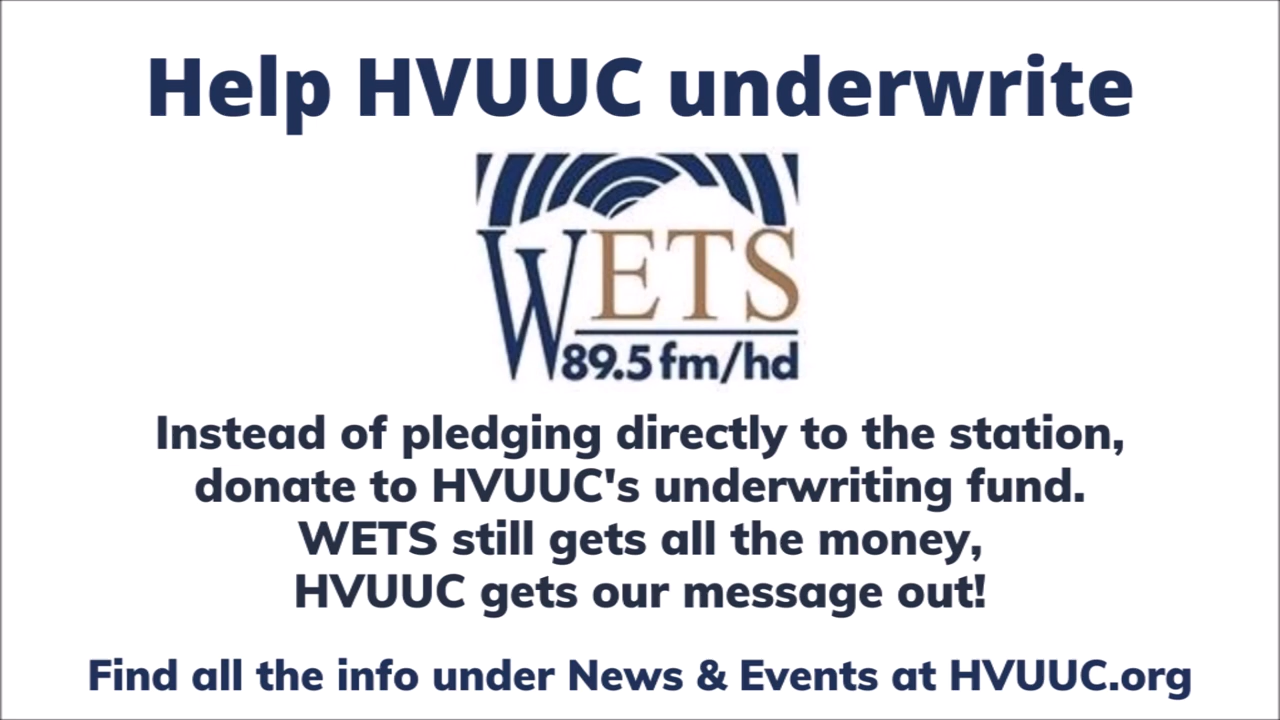 Help HVUUC underwrite
WETS
89.5 fm/hd
Instead of pledging directly to the station,
donate to HVUUC's underwriting fund.
WETS still gets all the money,
HVUUC gets our message out!
Find all the info under News & Events at HVUUC.org